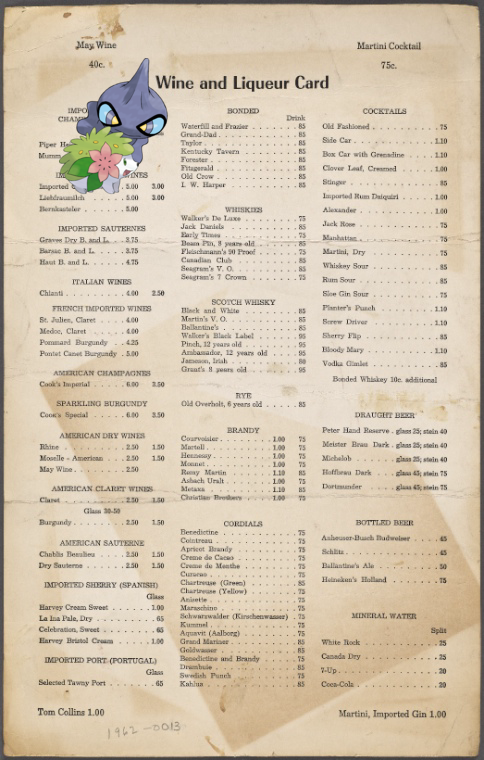 May Wine
40c.
Martini Cocktail
75c.
Wine and Liqueur Card
Piper
Mumm
Imported 5.00 3.00
Liebfraumilch 5.00 3.00
Bernkasteler . 5.00
IMPORTED SAUTERNES
Graves Dry B. and L. . 3.75
Barsac B. and L. . . 3.75
Haut B. and L. . . . 4.75
ITALIAN WINES
Chianti . . . . . 4.00 2.50
FRENCH IMPORTED WINES
St. Julien, Claret . . . 4.00
Medoc, Claret . . . . 4.00
Pommard Burgundy . . 4.25
Pontet Canet Burgundy . 5.00
AMERICAN CHAMPAGNES
Cook's Imperial . . . 6.00 3.50
SPARKLING BURGUNDY
Cook's Special . . . . 6.00 3.50
AMERICAN DRY WINES
Rhine . . . . . 2.50 1.50
Moselle - American . . 2.50 1.50
May Wine . . . . . 2.50
AMERICAN CLARET WINES
Claret . . . . . 2.50 1.50
Glass 30-50
Burgundy . . . . . 2.50 1.50
AMERICAN SAUTERNE
Chablis Beaulieu . . . 2.50 1.50
Dry Sauterne . . . . 2.50 1.50
IMPORTED SHERRY (SPANISH)
Glass
Harvey Cream Sweet . . . . 1.00
La Ina Pale, Dry . . . . 65
Celebration, Sweet . . . . 65
Harvey Bristol Cream . . . 1.00
IMPORTED PORT (PORTUGAL)
Glass
Selected Tawny Port . . . . 65
BONDED
Drink
Waterfill and Frazier . . . . . 85
Grand-Dad . . . . . 85
Taylor . . . . . 85
Kentucky Tavern . . . . . 85
Forester . . . . . 85
Fitzgerald . . . . . 85
Old Crow . . . . . 85
I. W. Harper . . . . . 85
WHISKIES
Walker's De Luxe . . . . . 75
Jack Daniels . . . . . 85
Early Times . . . . . 75
Beam Pin, 8 years old . . . . . 85
Fleischmann's 90 Proof . . . . . 75
Canadian Club . . . . . 85
Seagram's V. O. . . . . . 85
Seagram's 7 Crown . . . . . 75
SCOTCH WHISKY
Black and White . . . . . 85
Martin's V. O. . . . . . 85
Ballantine's . . . . . 85
Walker's Black Label . . . . . 95
Pinch, 12 years old . . . . . 95
Ambassador, 12 years old . . . . . 95
Jameson, Irish . . . . . 80
Grant's 8 years old . . . . . 95
RYE
Old Overholt, 6 years old . . . . . 85
BRANDY
Courvoisier . . . . . 1.00 75
Martell . . . . . 1.00 75
Hennessy . . . . . 1.00 75
Monnet . . . . . 1.00 75
Remy Martin . . . . . 1.10 85
Asbach Uralt . . . . . 1.00 75
Metaxa . . . . . 1.10 85
Christian Brothers . . . . . 1.00 75
CORDIALS
Benedictine . . . . . 75
Cointreau . . . . . 75
Apricot Brandy . . . . . 75
Creme de Cacao . . . . . 75
Creme de Menthe . . . . . 75
Curacao . . . . . 75
Chartreuse (Green) . . . . . 85
Chartreuse (Yellow) . . . . . 75
Anisette . . . . . 75
Maraschino . . . . . 75
Schwarzwalder (Kirschenwasser) . . 75
Kummel . . . . . 75
Aquavit (Aalborg) . . . . . 75
Grand Marnier . . . . . 75
Goldwasser . . . . . 75
Benedictine and Brandy . . . . . 75
Drambuie . . . . . 75
Swedish Punch . . . . . 75
Kahlua . . . . . 85
COCKTAILS
Old Fashioned . . . . . 75
Side Car . . . . . 1.10
Box Car with Grenadine . . . . . 1.10
Clover Leaf, Creamed . . . . . 1.00
Stinger . . . . . 85
Imported Rum Daiquiri . . . . . 1.00
Alexander . . . . . 1.00
Jack Rose . . . . . 75
Manhattan . . . . . 75
Martini, Dry . . . . . 75
Whiskey Sour . . . . . 85
Rum Sour . . . . . 85
Sloe Gin Sour . . . . . 75
Planter's Punch . . . . . 1.10
Screw Driver . . . . . 1.10
Sherry Flip . . . . . 85
Bloody Mary . . . . . 1.10
Vodka Gimlet . . . . . 85
Bonded Whiskey 10c. additional
DRAUGHT BEER
Peter Hand Reserve . glass 25; stein 40
Meister Brau Dark . glass 25; stein 40
Michelob . . . . glass 25; stein 40
Hoffbrau Dark . . glass 45; stein 75
Dortmunder . . . glass 45; stein 75
BOTTLED BEER
Anheuser-Busch Budweiser . . . 45
Schlitz . . . . . 45
Ballantine's Ale . . . . . 50
Heineken's Holland . . . . . 75
MINERAL WATER
Split
White Rock . . . . . 25
Canada Dry . . . . . 25
7-Up . . . . . 20
Coca-Cola . . . . . 20
Tom Collins 1.00
Martini, Imported Gin 1.00
1962-0013